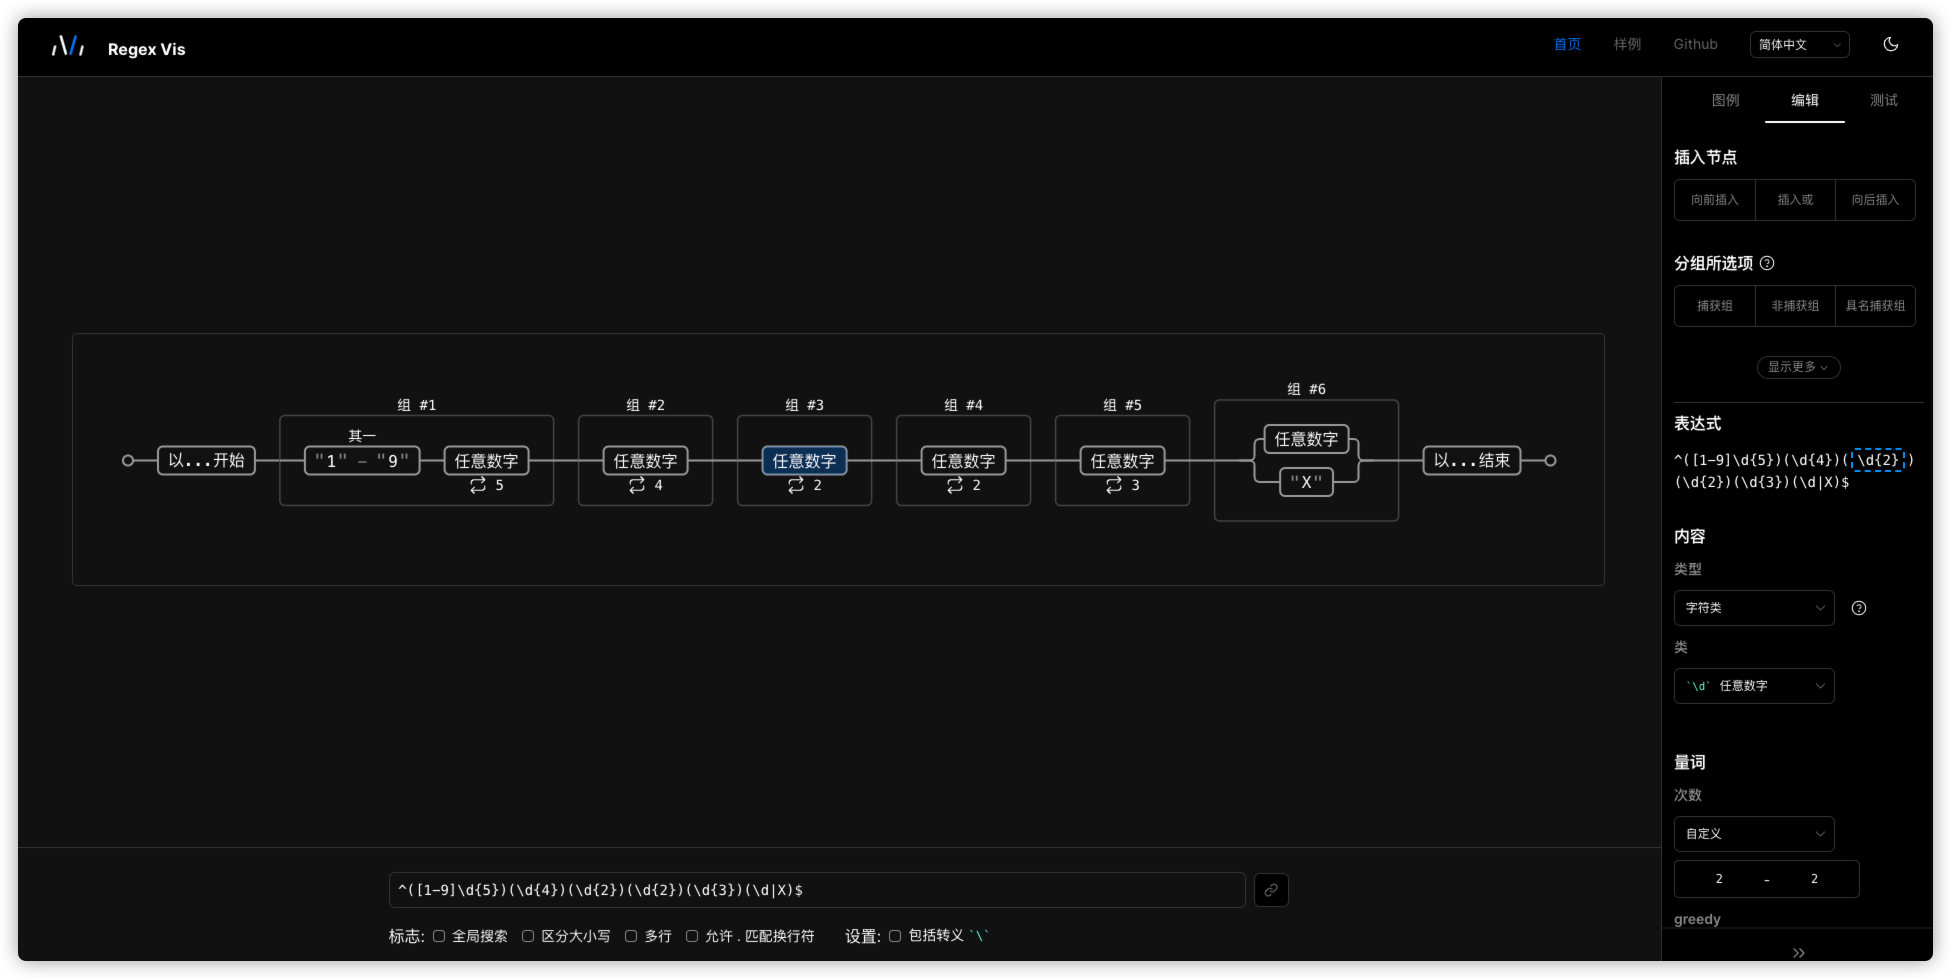 Regex Vis
首页 样例 Github 简体中文
图例 编辑 测试
组 #1 组 #2 组 #3 组 #4 组 #5 组 #6
其一
以...开始 "1" - "9" 任意数字 任意数字 任意数字 任意数字 任意数字 任意数字 以...结束
"X"
5 4 2 2 3
^([1-9]\d{5})(\d{4})(\d{2})(\d{2})(\d{3})(\d|X)$
标志: 全局搜索 区分大小写 多行 允许 . 匹配换行符 设置: 包括转义 `\`
插入节点
向前插入 插入或 向后插入
分组所选项
捕获组 非捕获组 具名捕获组
显示更多
表达式
^([1-9]\d{5})(\d{4})(\d{2})
(\d{2})(\d{3})(\d|X)$
内容
类型
字符类
类
`\d` 任意数字
量词
次数
自定义
2 - 2
greedy